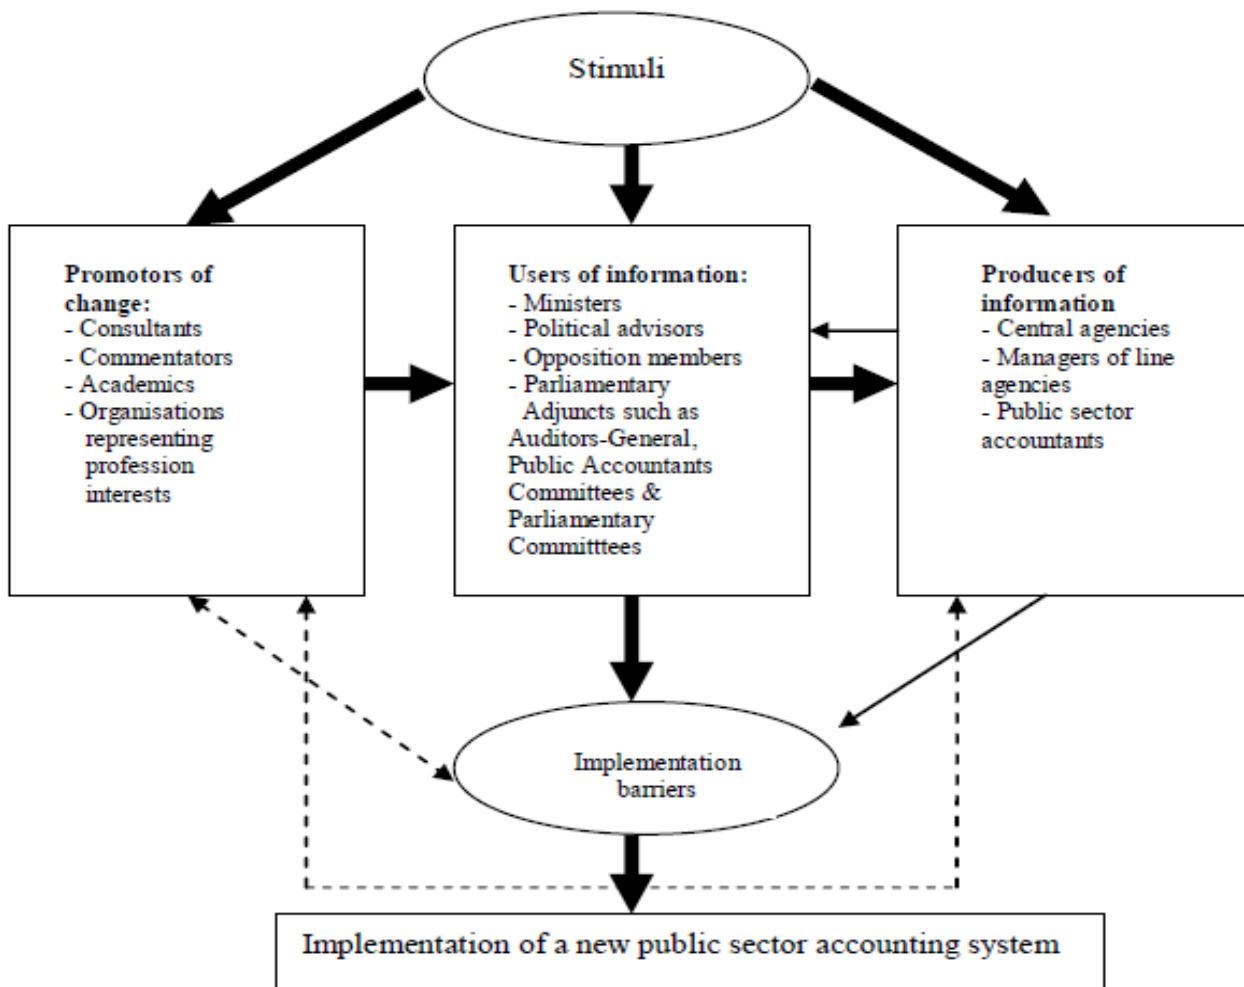 Stimuli
Promotors of
change:
- Consultants
- Commentators
- Academics
- Organisations
representing
profession
interests
Users of information:
- Ministers
- Political advisors
- Opposition members
- Parliamentary
Adjuncts such as
Auditors-General,
Public Accountants
Committees &
Parliamentary
Committtees
Producers of
information
- Central agencies
- Managers of line
agencies
- Public sector
accountants
Implementation
barriers
Implementation of a new public sector accounting system